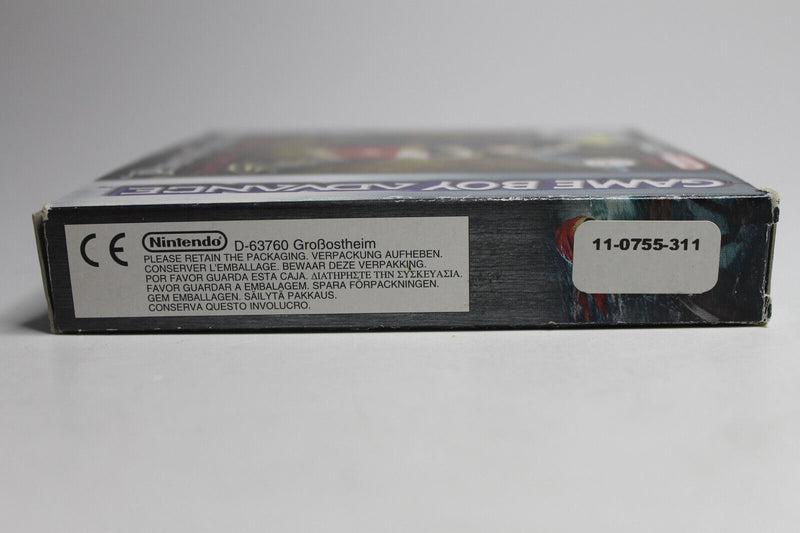 GAME BOY ADVANCE
CE
Nintendo D-63760 Großostheim
PLEASE RETAIN THE PACKAGING. VERPACKUNG AUFHEBEN.
CONSERVER L'EMBALLAGE. BEWAAR DEZE VERPAKKING.
POR FAVOR GUARDA ESTA CAJA. ΔΙΑΤΗΡΗΣΤΕ ΤΗΝ ΣΥΣΚΕΥΑΣΙΑ.
FAVOR GUARDAR A EMBALAGEM. SPARA FÖRPACKNINGEN.
GEM EMBALLAGEN. SÄILYTÄ PAKKAUS.
CONSERVA QUESTO INVOLUCRO.
11-0755-311